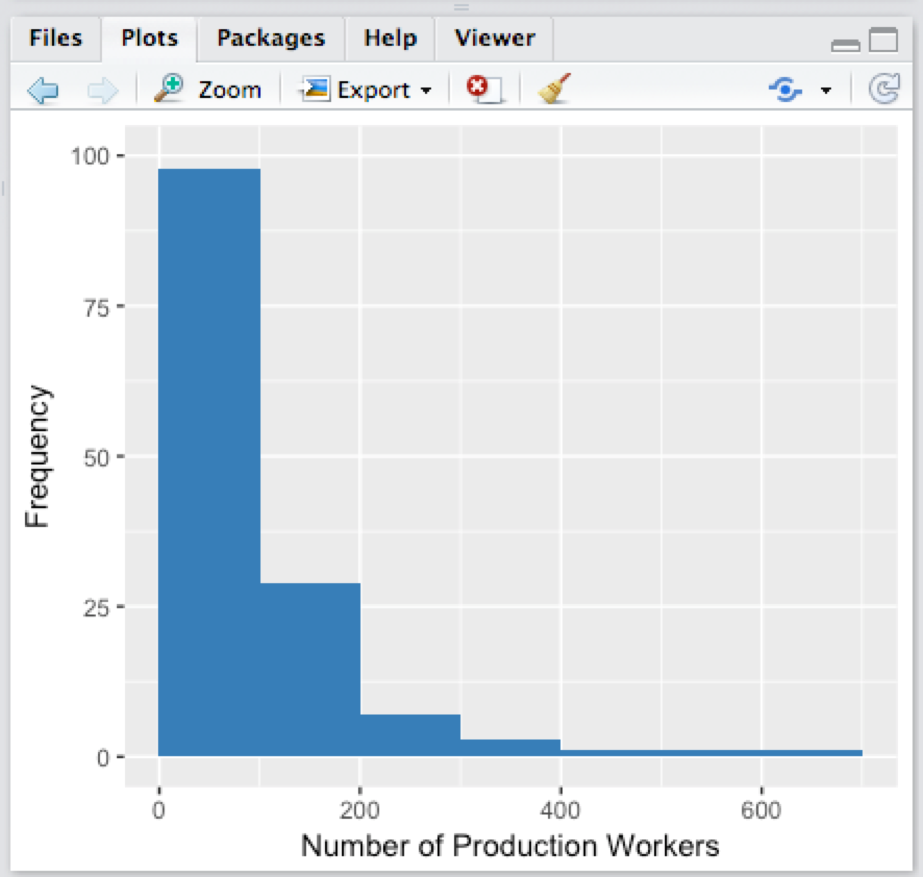 Files Plots Packages Help Viewer
Zoom Export
100
75
50
25
0
Frequency
0 200 400 600
Number of Production Workers